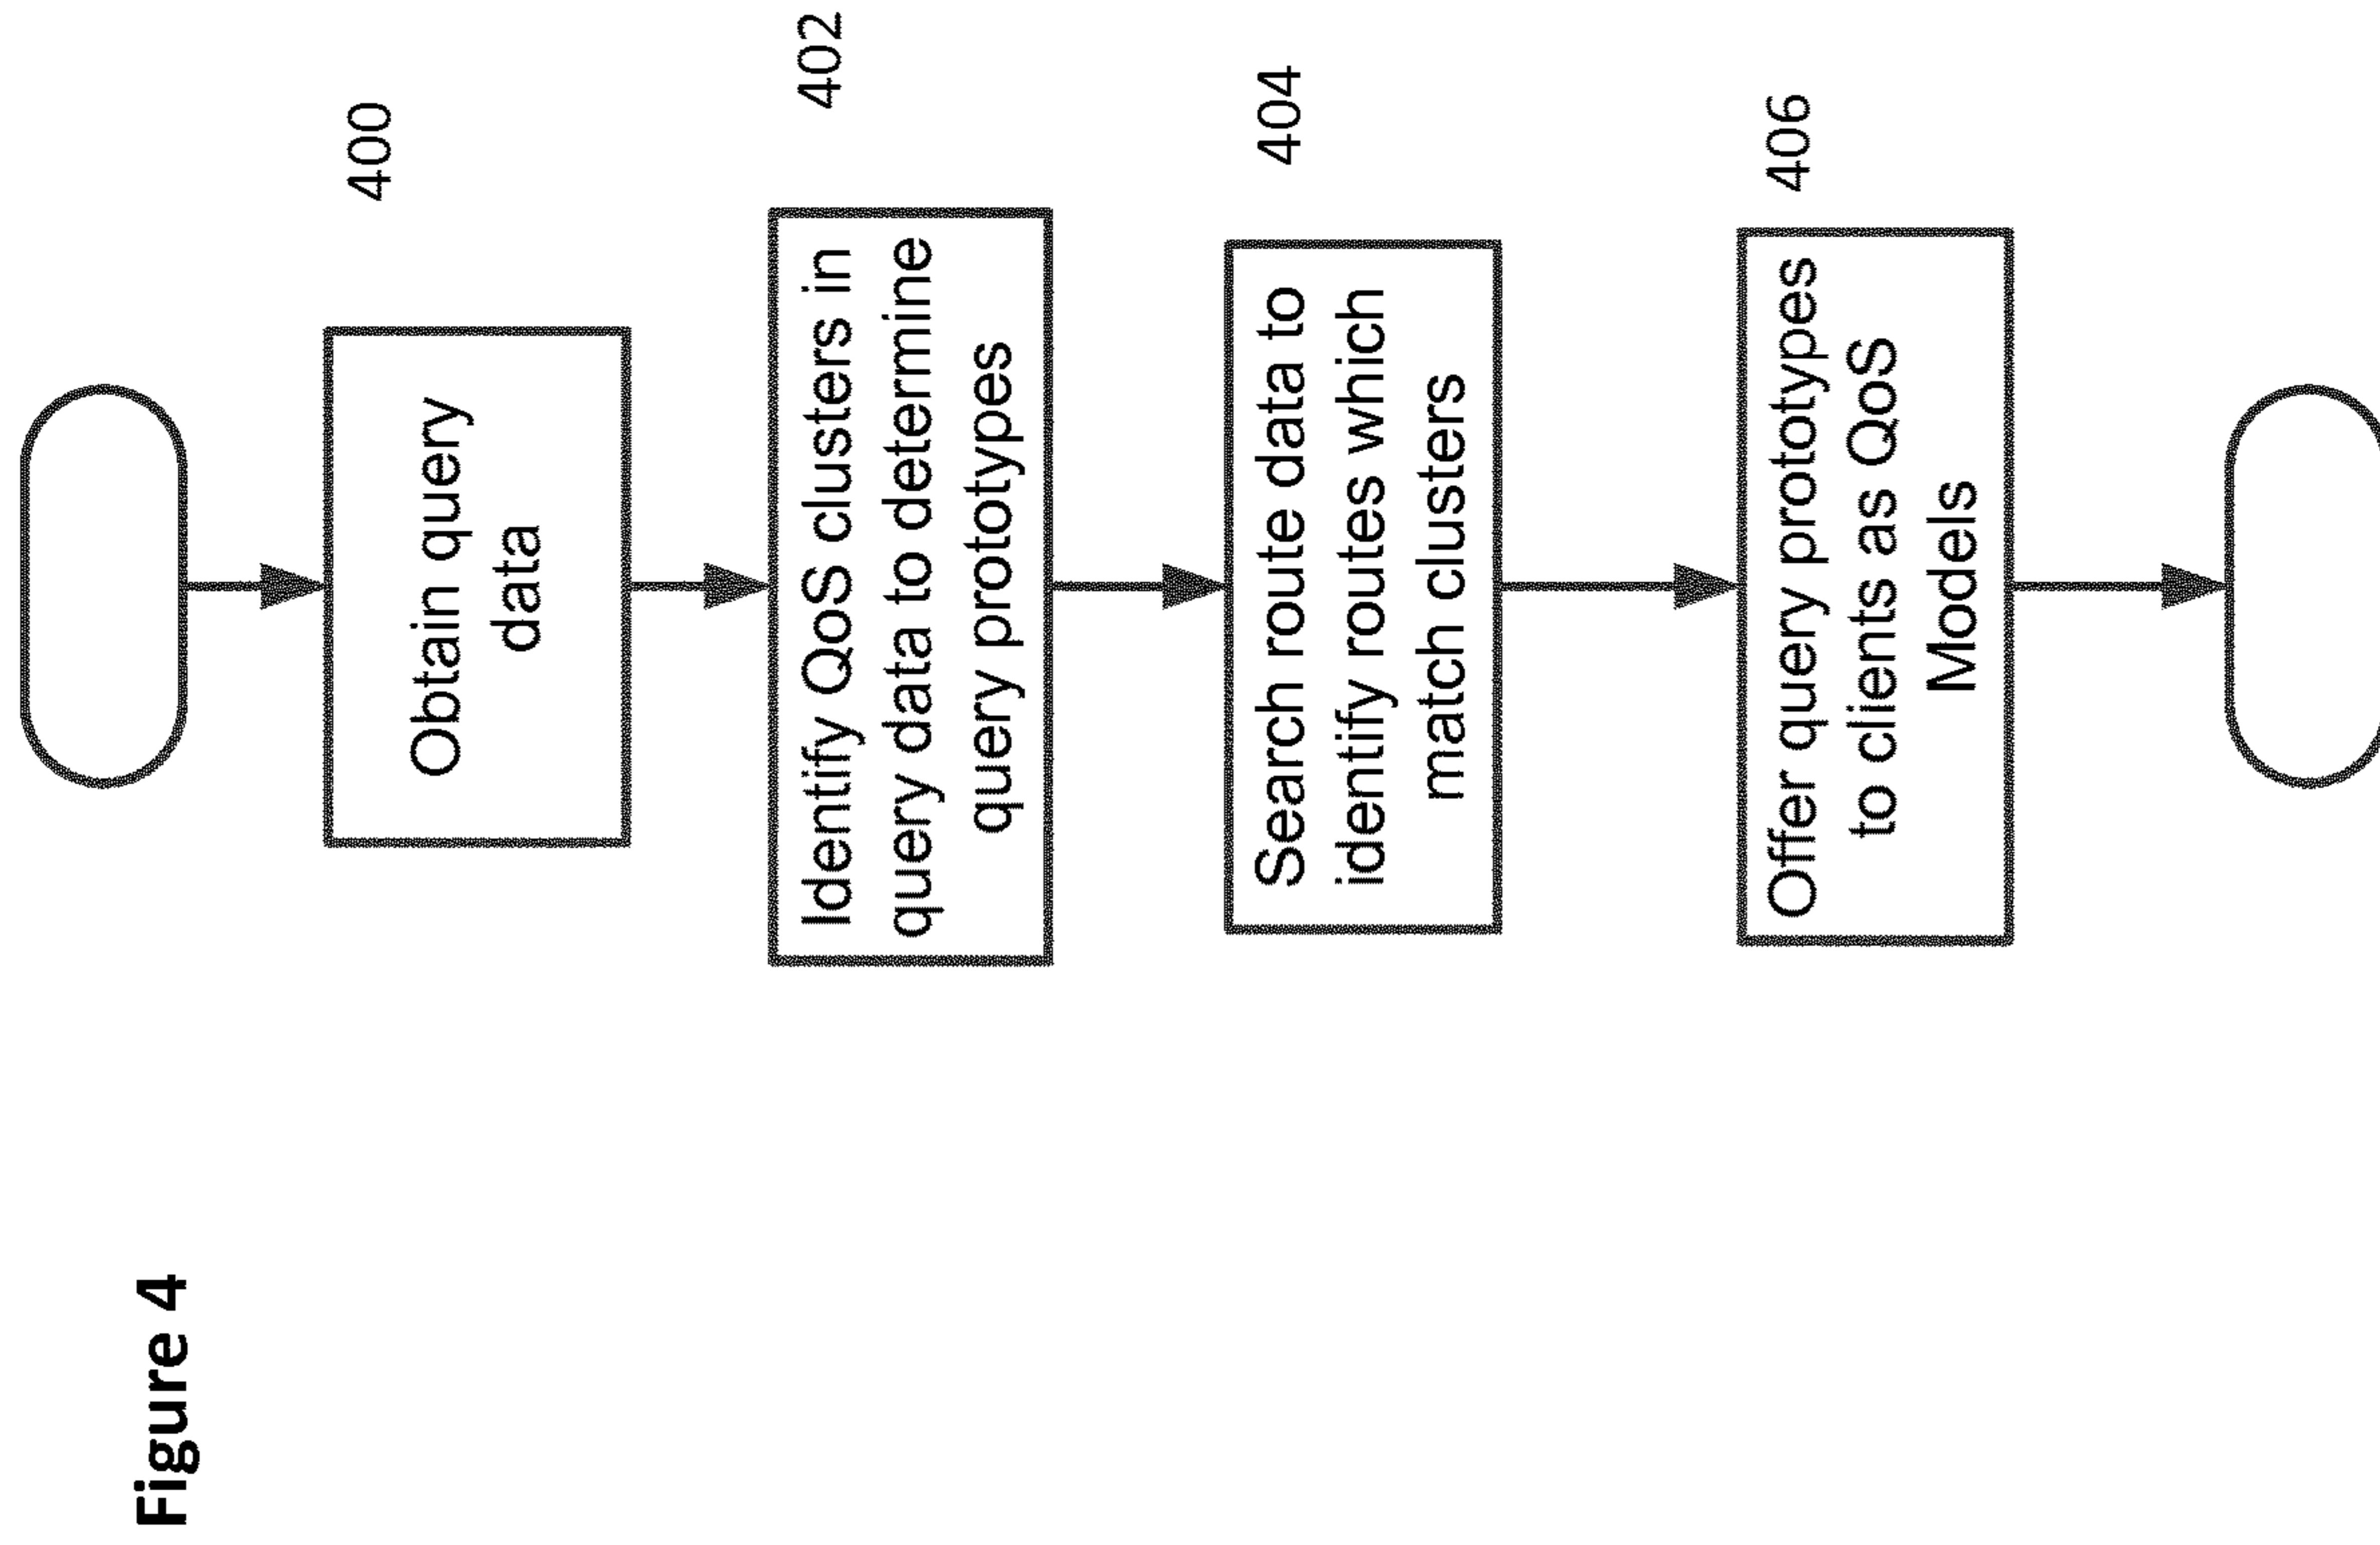 Figure 4
400
Obtain query
data
402
Identify QoS clusters in
query data to determine
query prototypes
404
Search route data to
identify routes which
match clusters
406
Offer query prototypes
to clients as QoS
Models